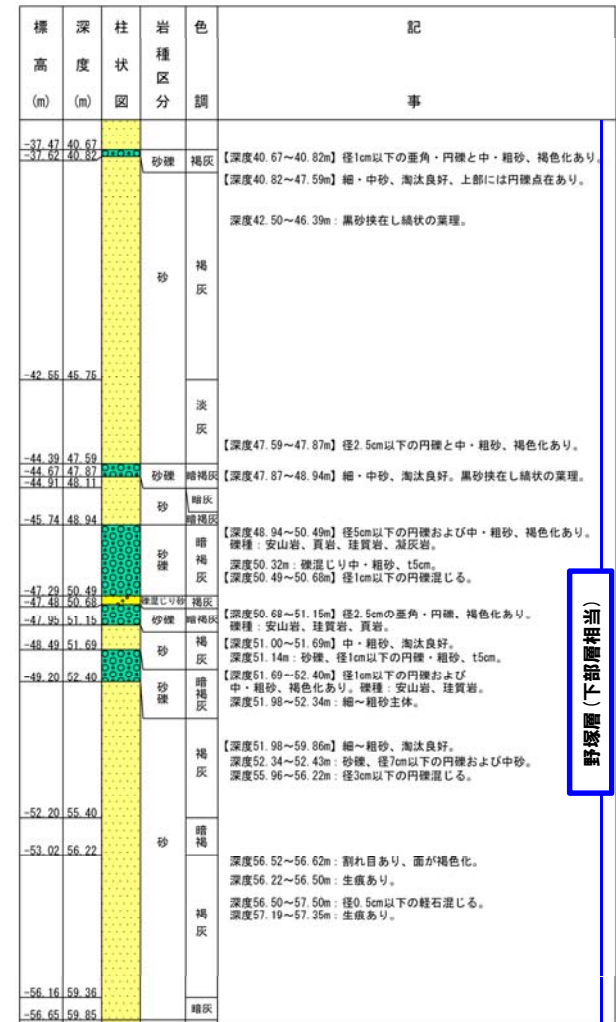 標高(m) 深度(m) 柱状図 岩種区分 色調 記事
-37.47 40.67
-37.62 40.82 砂礫 褐灰 【深度40.67〜40.82m】径1cm以下の亜角・円礫と中・粗砂、褐色化あり。
【深度40.82〜47.59m】細・中砂、淘汰良好、上部には円礫点在あり。
深度42.50〜46.39m：黒砂挟在し縞状の葉理。
砂 褐灰
-42.55 45.75
淡灰
【深度47.59〜47.87m】径2.5cm以下の円礫と中・粗砂、褐色化あり。
-44.39 47.59
-44.67 47.87 砂礫 暗褐灰 【深度47.87~48.94m】細・中砂、淘汰良好。黒砂挟在し縞状の葉理。
-44.91 48.11
砂 暗灰
暗褐灰
-45.74 48.94
【深度48.94〜50.49m】径5cm以下の円礫および中・粗砂、褐色化あり。
礫種：安山岩、頁岩、珪質岩、凝灰岩。
砂礫 暗褐灰
深度50.32m：礫混じり中・粗砂、t5cm。
-47.29 50.49 【深度50.49〜50.68m】径1cm以下の円礫混じる。
-47.48 50.68 礫混じり砂 褐灰
【深度50.68〜51.15m】径2.5cmの亜角・円礫、褐色化あり。
-47.95 51.15 砂礫 暗褐灰 礫種：安山岩、珪質岩、頁岩。
砂 褐灰
【深度51.00〜51.69m】中・粗砂、淘汰良好。
-48.49 51.69 深度51.14m：砂礫、径1cm以下の円礫・粗砂、t5cm。
【深度51.69~52.40m】径1cm以下の円礫および
-49.20 52.40 砂礫 暗褐灰 中・粗砂、褐色化あり。礫種：安山岩、珪質岩。
深度51.98〜52.34m：細〜粗砂主体。
【深度51.98〜59.86m】細〜粗砂、淘汰良好。
褐灰
深度52.34〜52.43m：砂礫、径7cm以下の円礫および中砂。
深度55.96〜56.22m：径3cm以下の円礫混じる。
-52.20 55.40
砂 暗褐
-53.02 56.22
深度56.52〜56.62m：割れ目あり、面が褐色化。
深度56.22〜56.50m：生痕あり。
深度56.50〜57.50m：径0.5cm以下の軽石混じる。
褐灰
深度57.19〜57.35m：生痕あり。
-56.16 59.36
暗灰
-56.65 59.85
野塚層(下部層相当)